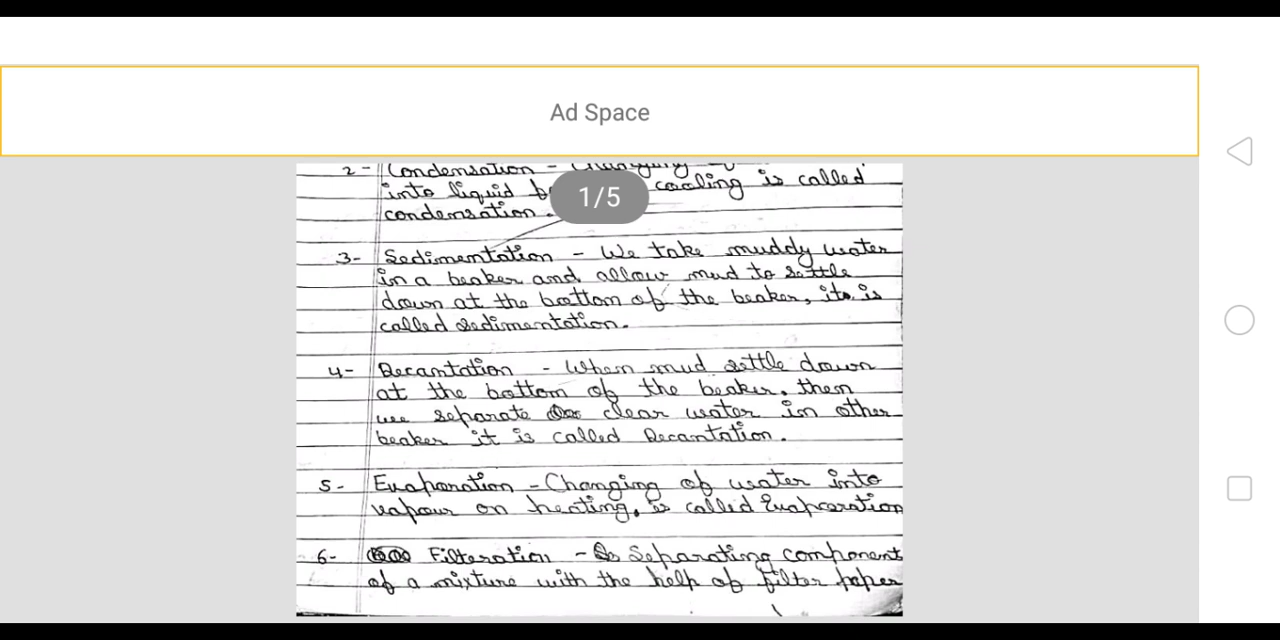 Ad Space
2- Condensation - Changing
into liquid cooling is called
condensation.
1/5
3- Sedimentation - We take muddy water
in a beaker and allow mud to settle
down at the bottom of the beaker, it is
called sedimentation.
4- Decantation - When mud settle down
at the bottom of the beaker, then
we separate clear water in other
beaker it is called Decantation.
5- Evaporation - Changing of water into
vapour on heating, is called Evaporation
6- Filteration - Separating component
of a mixture with the help of filter paper